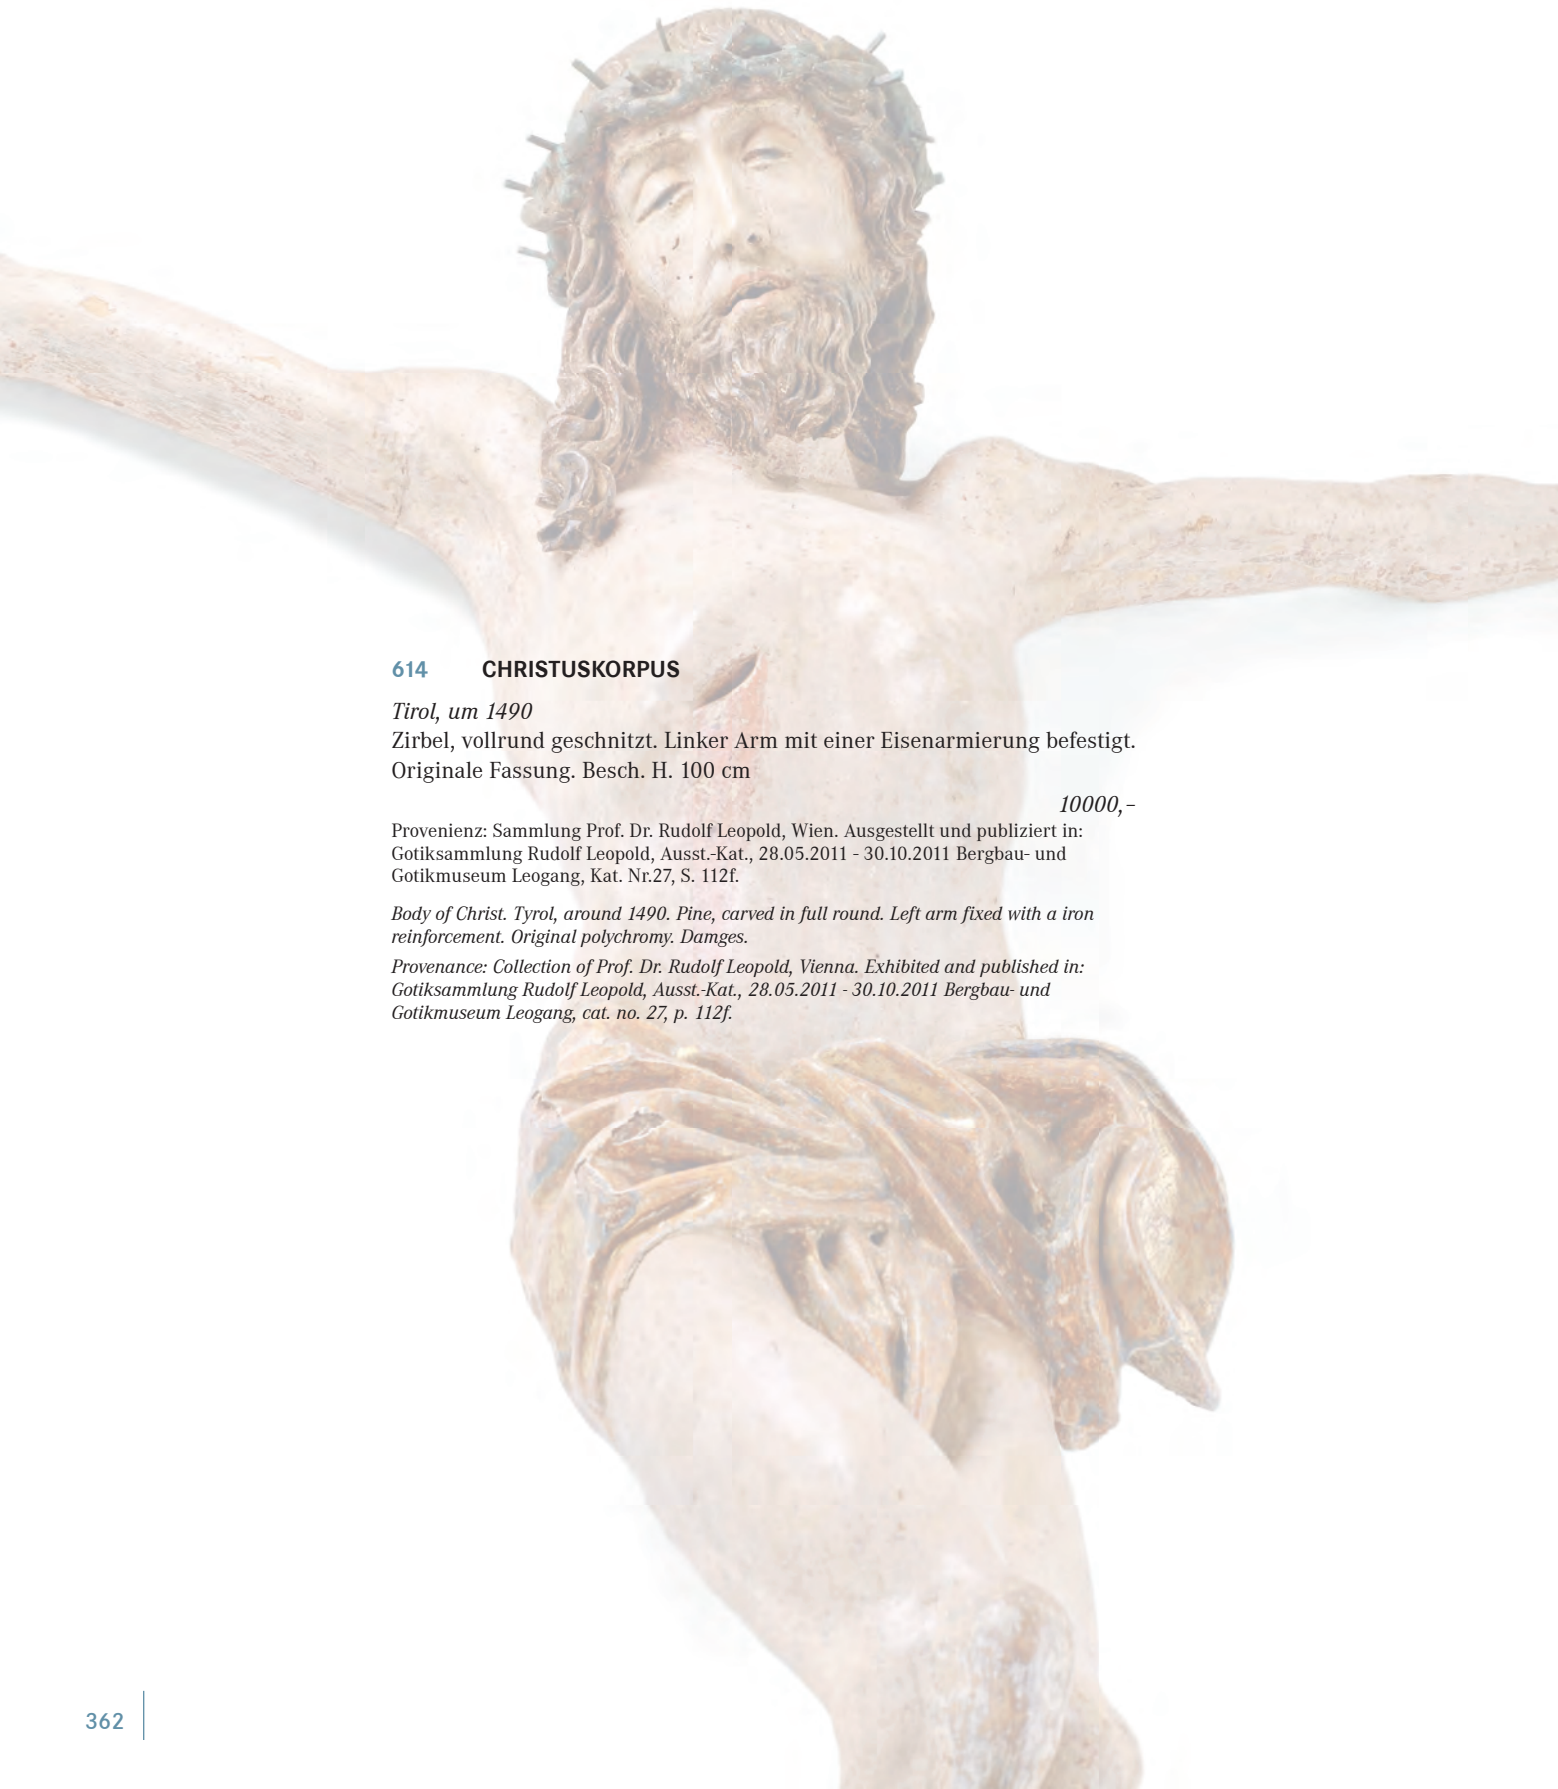 614 CHRISTUSKORPUS
Tirol, um 1490
Zirbel, vollrund geschnitzt. Linker Arm mit einer Eisenarmierung befestigt.
Originale Fassung. Besch. H. 100 cm
10000,–
Provenienz: Sammlung Prof. Dr. Rudolf Leopold, Wien. Ausgestellt und publiziert in:
Gotiksammlung Rudolf Leopold, Ausst.-Kat., 28.05.2011 - 30.10.2011 Bergbau- und
Gotikmuseum Leogang, Kat. Nr.27, S. 112f.
Body of Christ. Tyrol, around 1490. Pine, carved in full round. Left arm fixed with a iron
reinforcement. Original polychromy. Damges.
Provenance: Collection of Prof. Dr. Rudolf Leopold, Vienna. Exhibited and published in:
Gotiksammlung Rudolf Leopold, Ausst.-Kat., 28.05.2011 - 30.10.2011 Bergbau- und
Gotikmuseum Leogang, cat. no. 27, p. 112f.
362